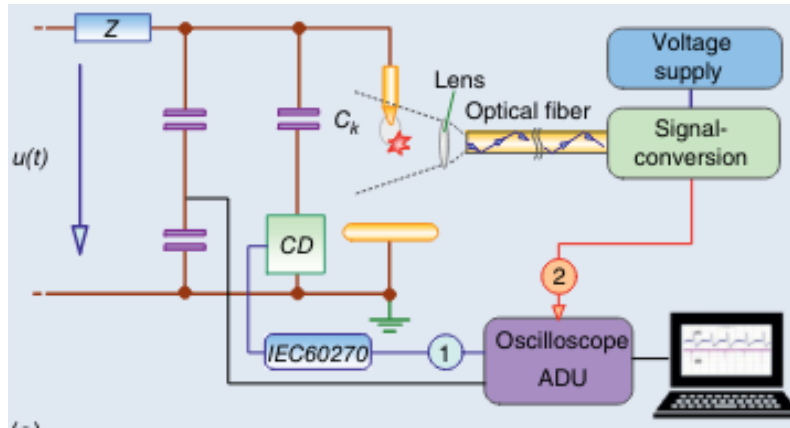 Z
Voltage
supply
Lens
Optical fiber
Signal-
conversion
C_k
u(t)
CD
2
IEC60270
1
Oscilloscope
ADU